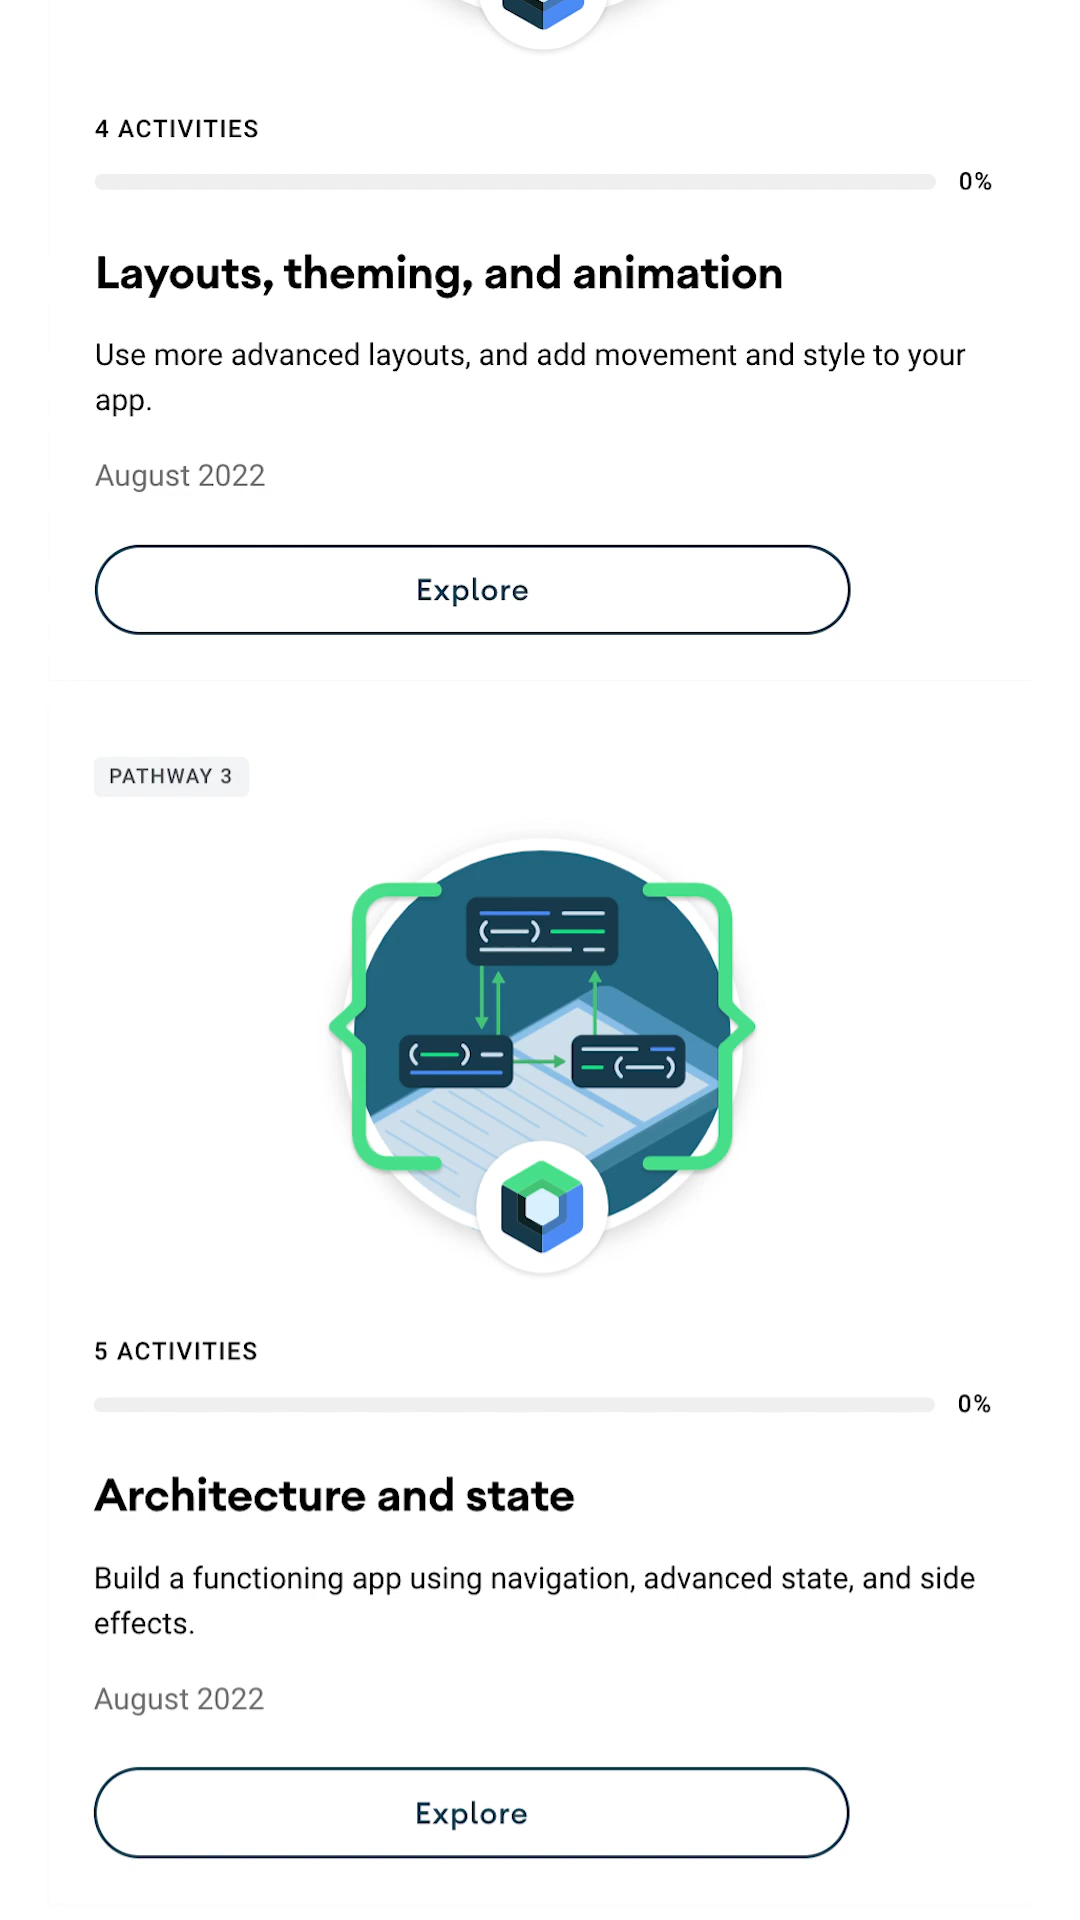 4 ACTIVITIES
0%
Layouts, theming, and animation
Use more advanced layouts, and add movement and style to your
app.
August 2022
Explore
PATHWAY 3
5 ACTIVITIES
0%
Architecture and state
Build a functioning app using navigation, advanced state, and side
effects.
August 2022
Explore